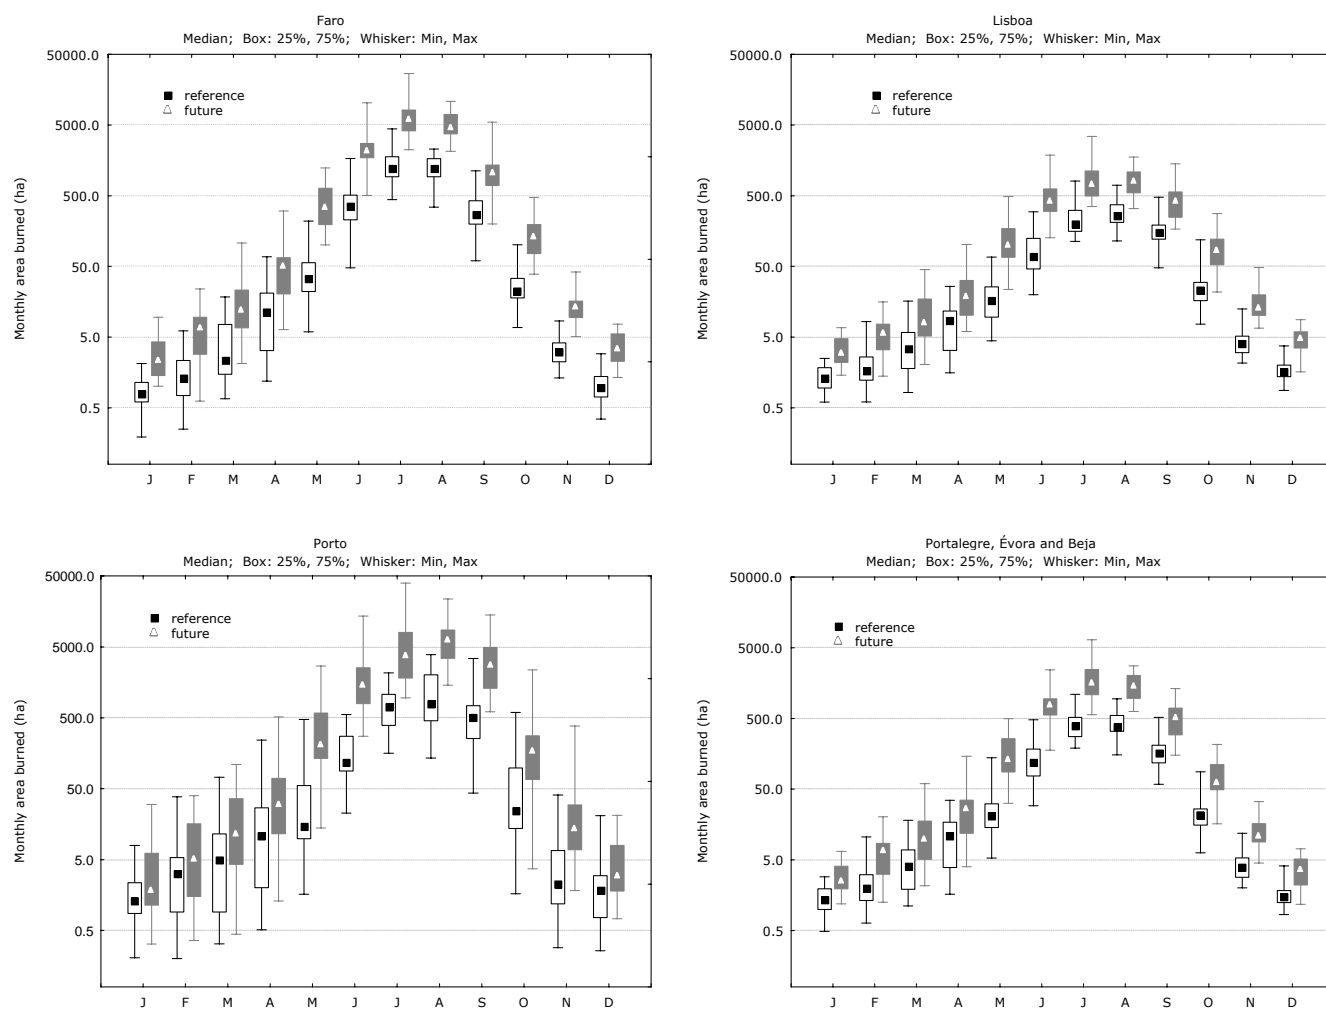 Faro
Median;  Box: 25%, 75%;  Whisker: Min, Max
50000.0
5000.0
500.0
50.0
5.0
0.5
Monthly area burned (ha)
reference
future
J F M A M J J A S O N D
Lisboa
Median;  Box: 25%, 75%;  Whisker: Min, Max
50000.0
5000.0
500.0
50.0
5.0
0.5
Monthly area burned (ha)
reference
future
J F M A M J J A S O N D
Porto
Median;  Box: 25%, 75%;  Whisker: Min, Max
50000.0
5000.0
500.0
50.0
5.0
0.5
Monthly area burned (ha)
reference
future
J F M A M J J A S O N D
Portalegre, Évora and Beja
Median;  Box: 25%, 75%;  Whisker: Min, Max
50000.0
5000.0
500.0
50.0
5.0
0.5
Monthly area burned (ha)
reference
future
J F M A M J J A S O N D